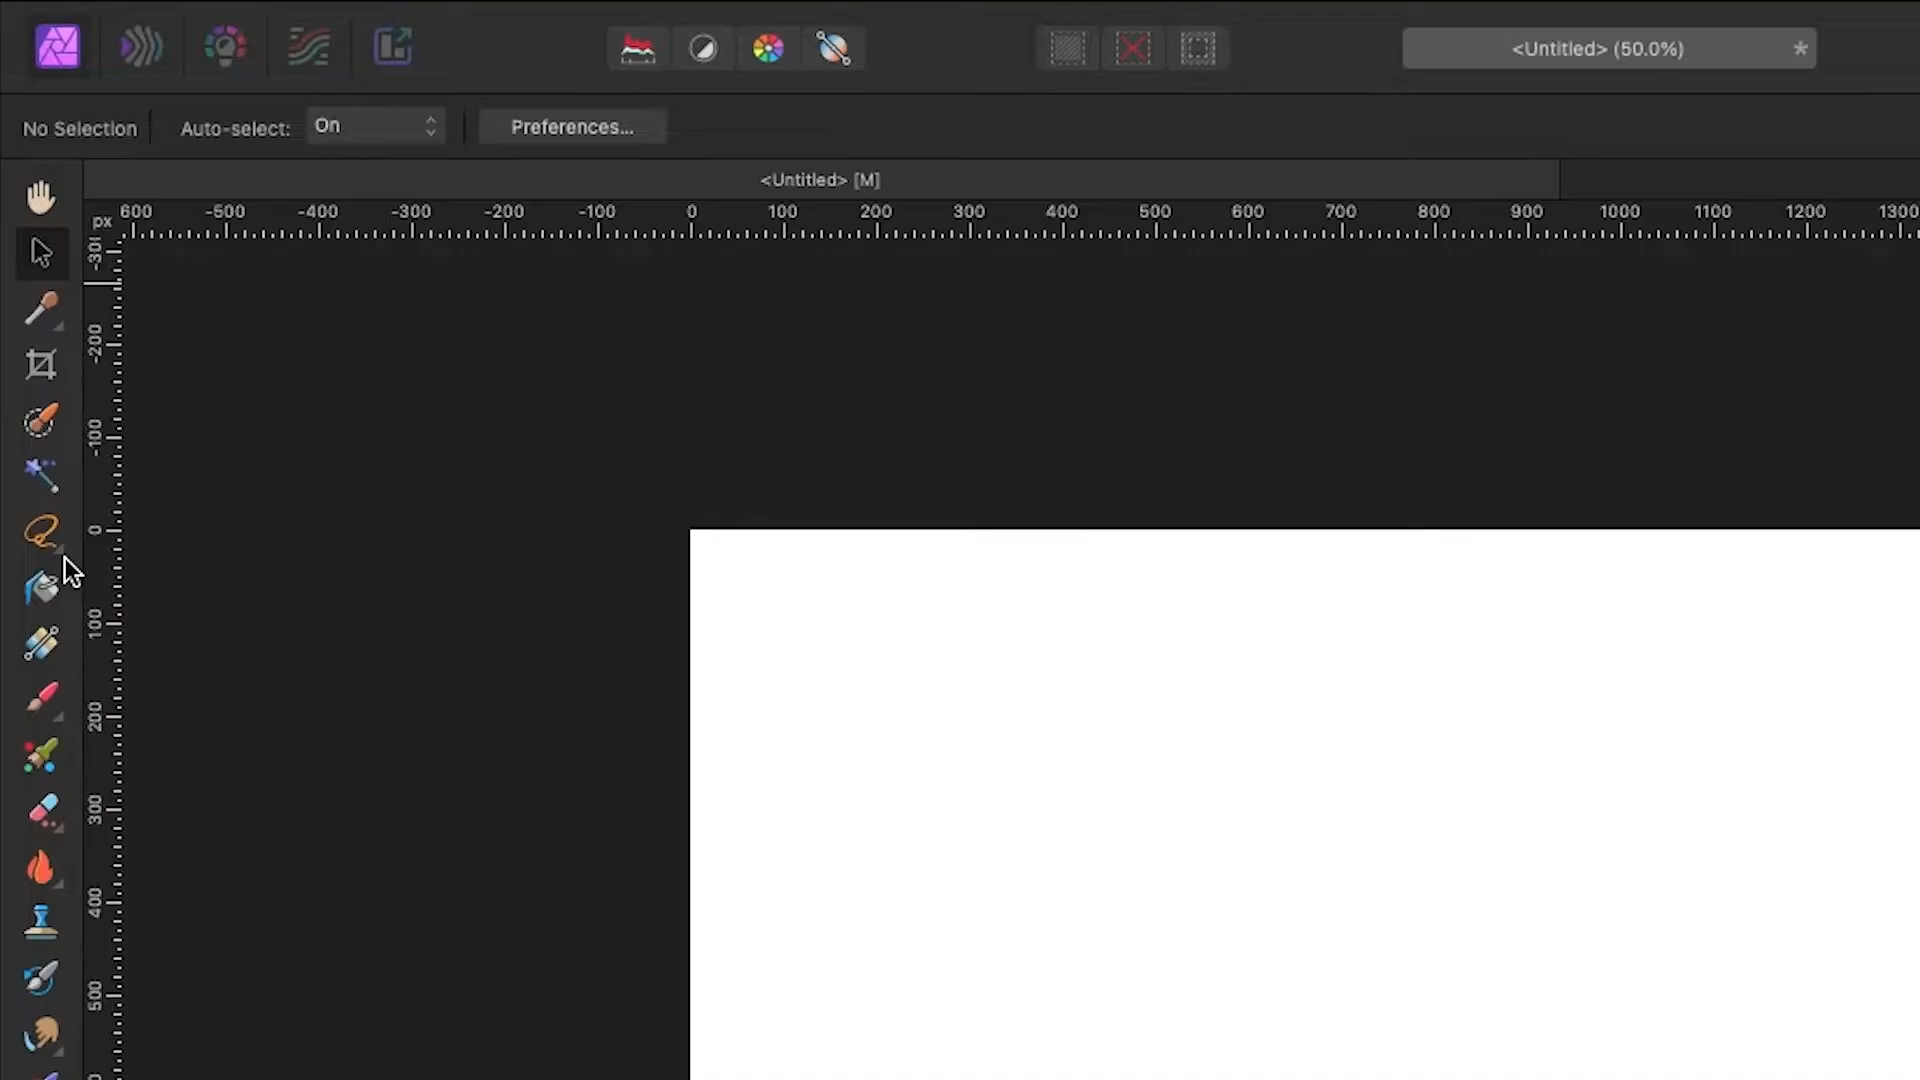 <Untitled> (50.0%) *
No Selection Auto-select: On Preferences...
<Untitled> [M]
px 600 -500 -400 -300 -200 -100 0 100 200 300 400 500 600 700 800 900 1000 1100 1200 1300
-200
-100
0
100
200
300
400
500